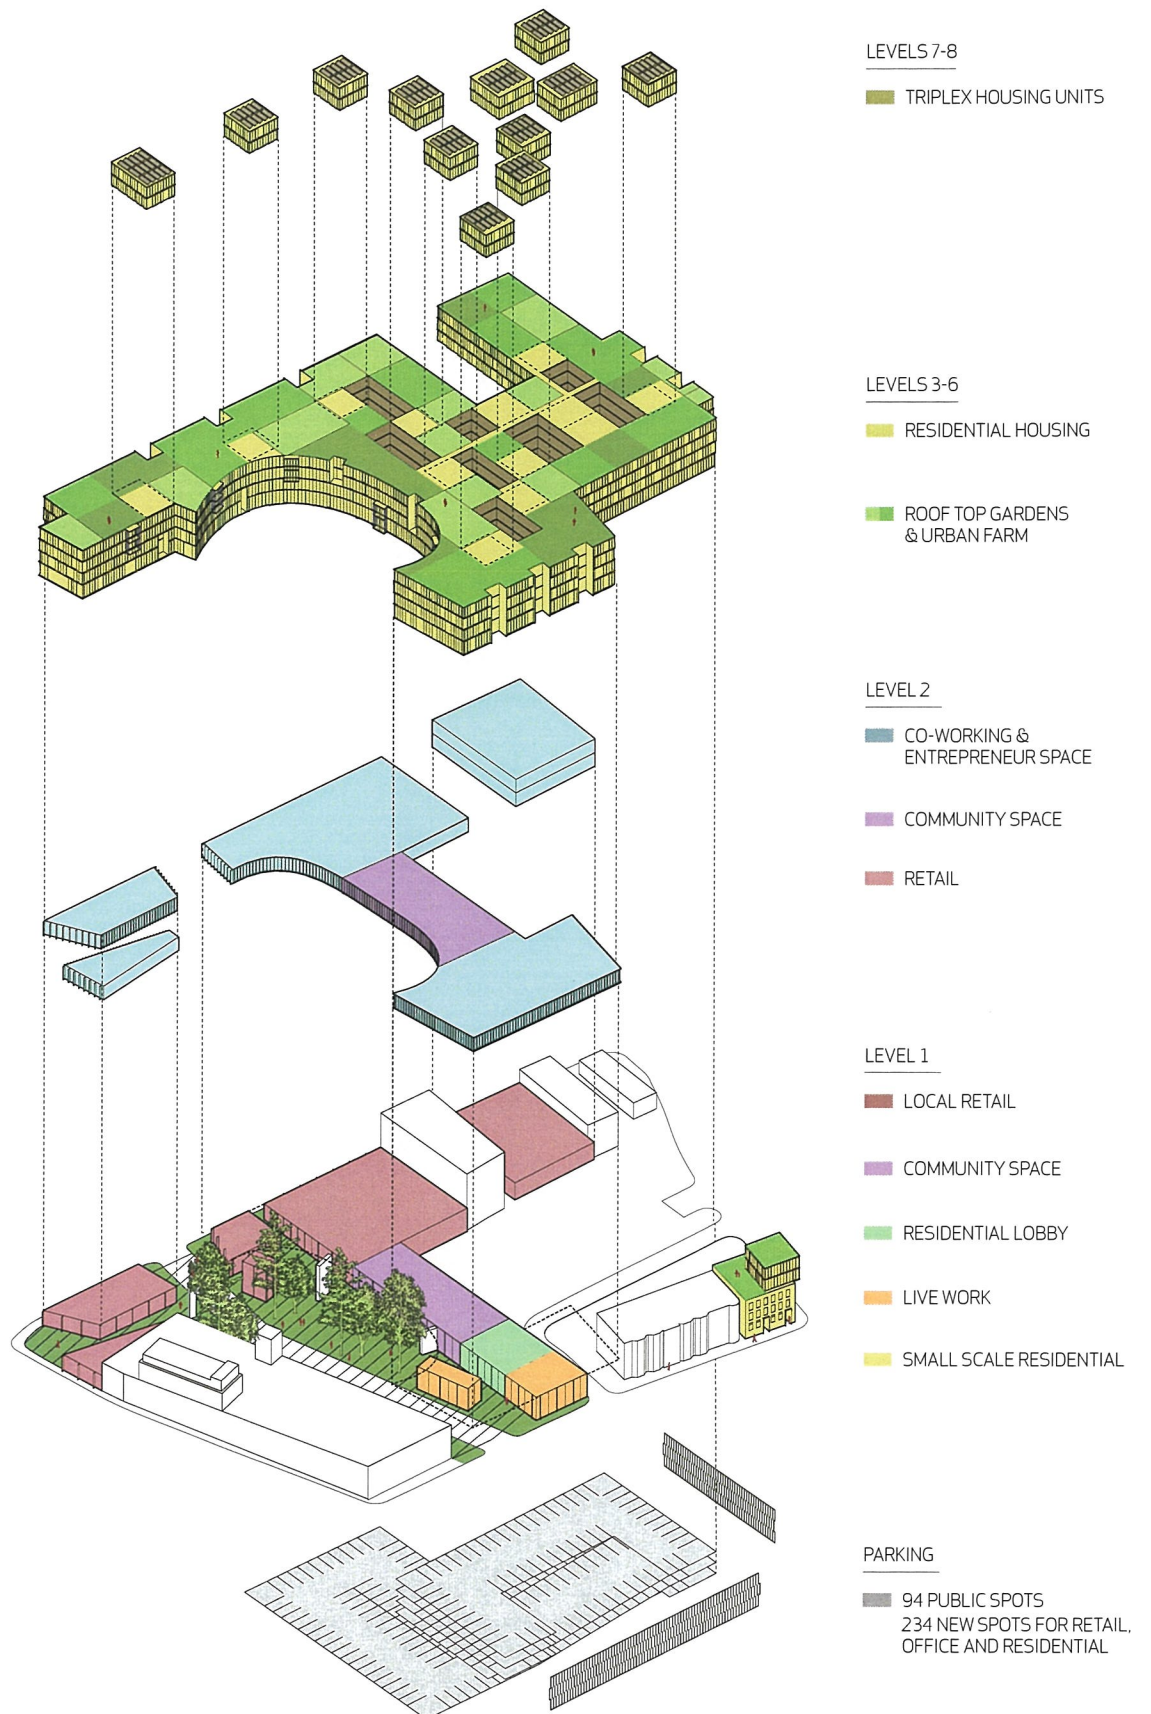 LEVELS 7-8
TRIPLEX HOUSING UNITS
LEVELS 3-6
RESIDENTIAL HOUSING
ROOF TOP GARDENS
& URBAN FARM
LEVEL 2
CO-WORKING &
ENTREPRENEUR SPACE
COMMUNITY SPACE
RETAIL
LEVEL 1
LOCAL RETAIL
COMMUNITY SPACE
RESIDENTIAL LOBBY
LIVE WORK
SMALL SCALE RESIDENTIAL
PARKING
94 PUBLIC SPOTS
234 NEW SPOTS FOR RETAIL,
OFFICE AND RESIDENTIAL